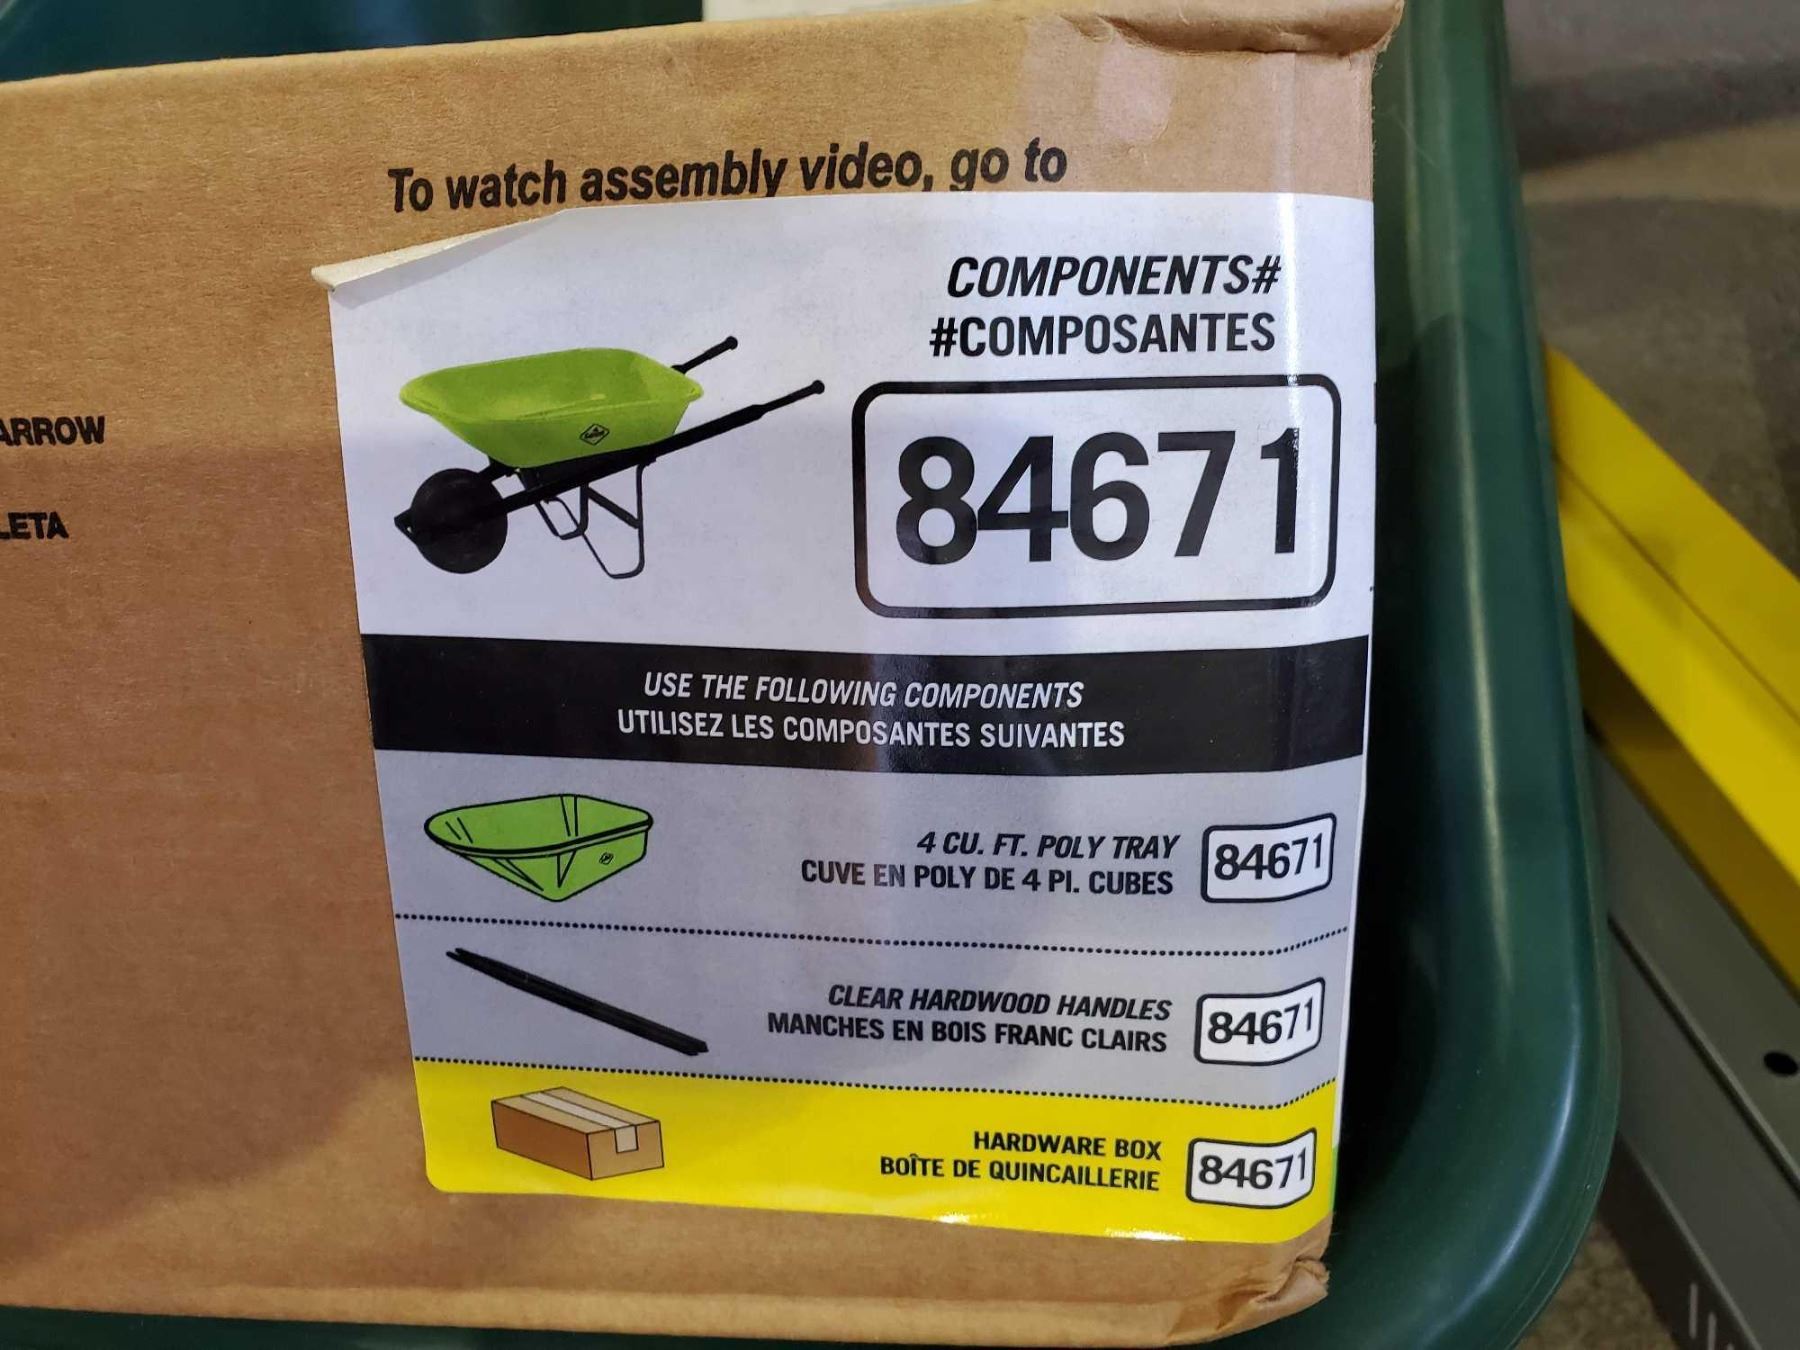 To watch assembly video, go to
COMPONENTS#
#COMPOSANTES
84671
ARROW
LETA
USE THE FOLLOWING COMPONENTS
UTILISEZ LES COMPOSANTES SUIVANTES
4 CU. FT. POLY TRAY
CUVE EN POLY DE 4 PI. CUBES
84671
CLEAR HARDWOOD HANDLES
MANCHES EN BOIS FRANC CLAIRS
84671
HARDWARE BOX
BOÎTE DE QUINCAILLERIE
84671